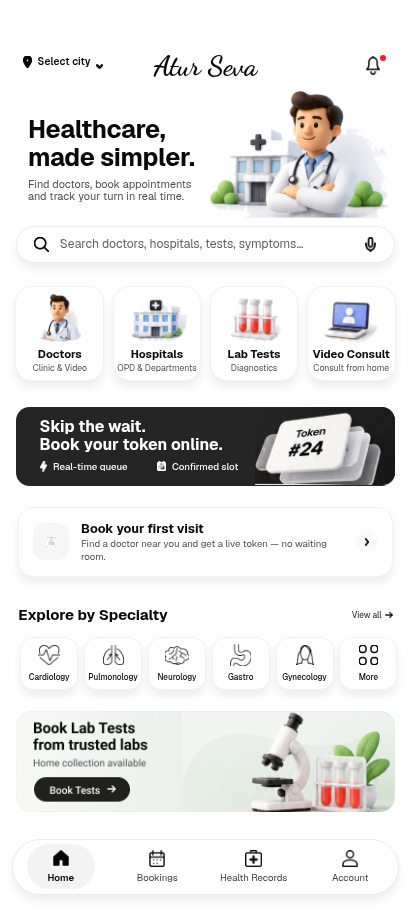 Select city
Atur Seva
Healthcare,
made simpler.
Find doctors, book appointments
and track your turn in real time.
Search doctors, hospitals, tests, symptoms...
Doctors
Clinic & Video
Hospitals
OPD & Departments
Lab Tests
Diagnostics
Video Consult
Consult from home
Skip the wait.
Book your token online.
Real-time queue
Confirmed slot
Token
#24
Book your first visit
Find a doctor near you and get a live token — no waiting
room.
Explore by Specialty
View all
Cardiology
Pulmonology
Neurology
Gastro
Gynecology
More
Book Lab Tests
from trusted labs
Home collection available
Book Tests
Home
Bookings
Health Records
Account